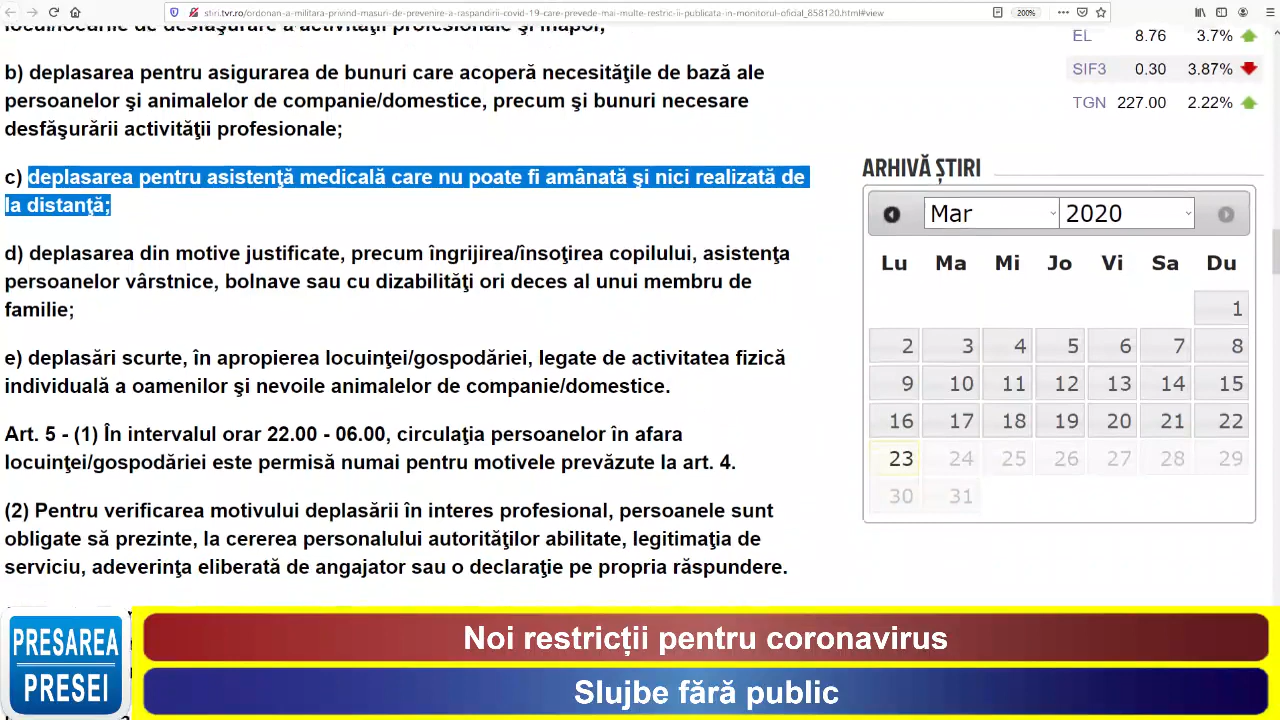 stiri.tvr.ro/ordonan-a-militara-privind-masuri-de-prevenire-a-raspandirii-covid-19-care-prevede-mai-multe-restric-ii-publicata-in-monitorul-oficial_858120.html#view
200%
locul/locurile de desfăşurare a activităţii profesionale şi înapoi;
b) deplasarea pentru asigurarea de bunuri care acoperă necesităţile de bază ale
persoanelor şi animalelor de companie/domestice, precum şi bunuri necesare
desfăşurării activităţii profesionale;
c) deplasarea pentru asistenţă medicală care nu poate fi amânată şi nici realizată de
la distanţă;
d) deplasarea din motive justificate, precum îngrijirea/însoţirea copilului, asistenţa
persoanelor vârstnice, bolnave sau cu dizabilităţi ori deces al unui membru de
familie;
e) deplasări scurte, în apropierea locuinţei/gospodăriei, legate de activitatea fizică
individuală a oamenilor şi nevoile animalelor de companie/domestice.
Art. 5 - (1) În intervalul orar 22.00 - 06.00, circulaţia persoanelor în afara
locuinţei/gospodăriei este permisă numai pentru motivele prevăzute la art. 4.
(2) Pentru verificarea motivului deplasării în interes profesional, persoanele sunt
obligate să prezinte, la cererea personalului autorităţilor abilitate, legitimaţia de
serviciu, adeverinţa eliberată de angajator sau o declaraţie pe propria răspundere.
EL 8.76 3.7%
SIF3 0.30 3.87%
TGN 227.00 2.22%
ARHIVĂ ȘTIRI
Mar 2020
Lu Ma Mi Jo Vi Sa Du
1
2 3 4 5 6 7 8
9 10 11 12 13 14 15
16 17 18 19 20 21 22
23 24 25 26 27 28 29
30 31
PRESAREA
PRESEI
Noi restricții pentru coronavirus
Slujbe fără public